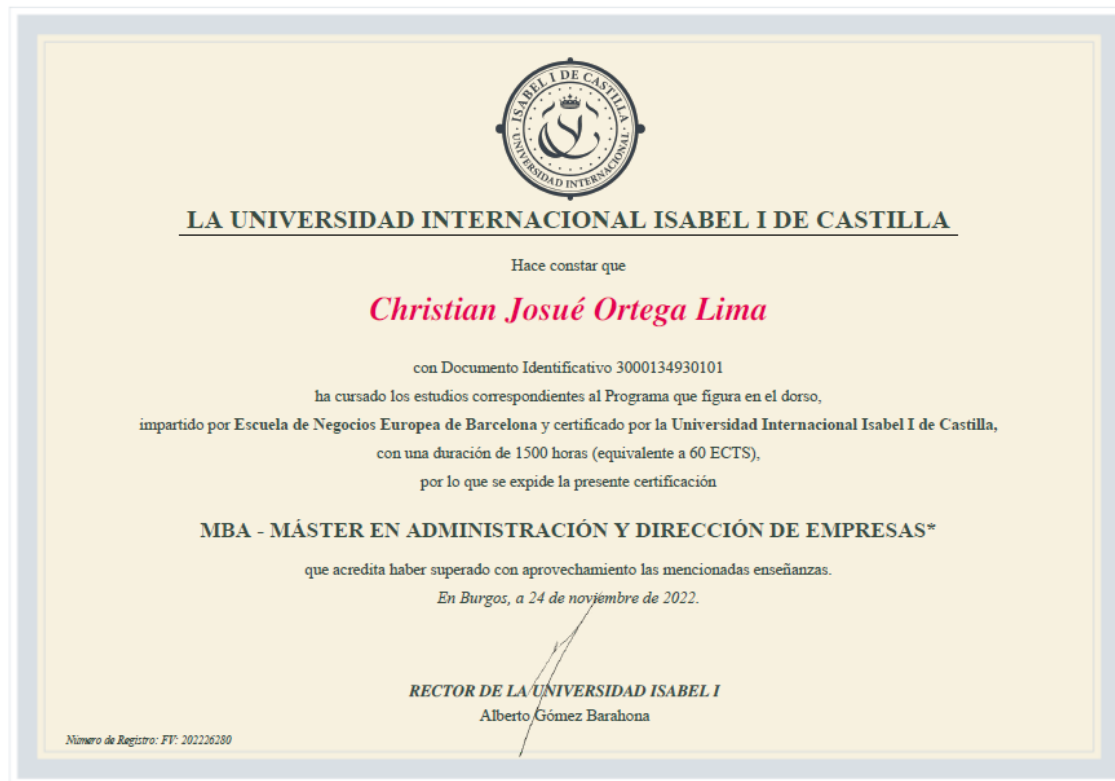 ISABEL I DE CASTILLA
UNIVERSIDAD INTERNACIONAL
LA UNIVERSIDAD INTERNACIONAL ISABEL I DE CASTILLA
Hace constar que
Christian Josué Ortega Lima
con Documento Identificativo 3000134930101
ha cursado los estudios correspondientes al Programa que figura en el dorso,
impartido por Escuela de Negocios Europea de Barcelona y certificado por la Universidad Internacional Isabel I de Castilla,
con una duración de 1500 horas (equivalente a 60 ECTS),
por lo que se expide la presente certificación
MBA - MÁSTER EN ADMINISTRACIÓN Y DIRECCIÓN DE EMPRESAS*
que acredita haber superado con aprovechamiento las mencionadas enseñanzas.
En Burgos, a 24 de noviembre de 2022.
RECTOR DE LA UNIVERSIDAD ISABEL I
Alberto Gómez Barahona
Número de Registro: FV: 202226280